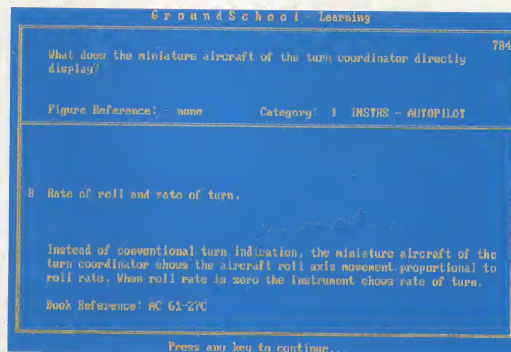 GroundSchool Learning
784
What does the miniature aircraft of the turn coordinator directly
display?
Figure Reference: none Category: 1 INSTRS - AUTOPILOT
B Rate of roll and rate of turn.
Instead of conventional turn indication, the miniature aircraft of the
turn coordinator shows the aircraft roll axis movement proportional to
roll rate. When roll rate is zero the instrument shows rate of turn.
Book Reference: AC 61-27C
Press any key to continue...